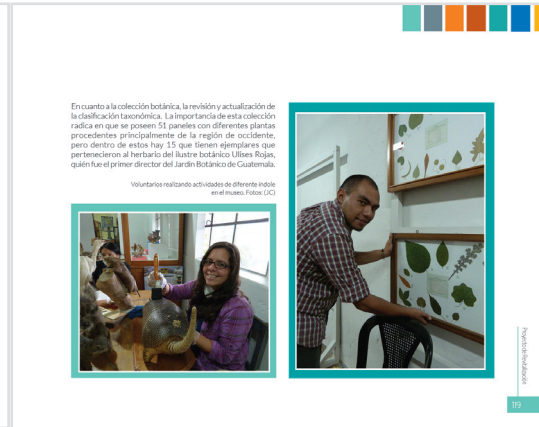 En cuanto a la colección botánica, la revisión y actualización de
la clasificación taxonómica. La importancia de esta colección
radica en que se poseen 51 paneles con diferentes plantas
procedentes principalmente de la región de occidente,
pero dentro de estos hay 15 que tienen ejemplares que
pertenecieron al herbario del ilustre botánico Ulises Rojas,
quién fue el primer director del Jardín Botánico de Guatemala.
Voluntarios realizando actividades de diferente índole
en el museo. Fotos: (JC)
Proyecto de Revitalización
119